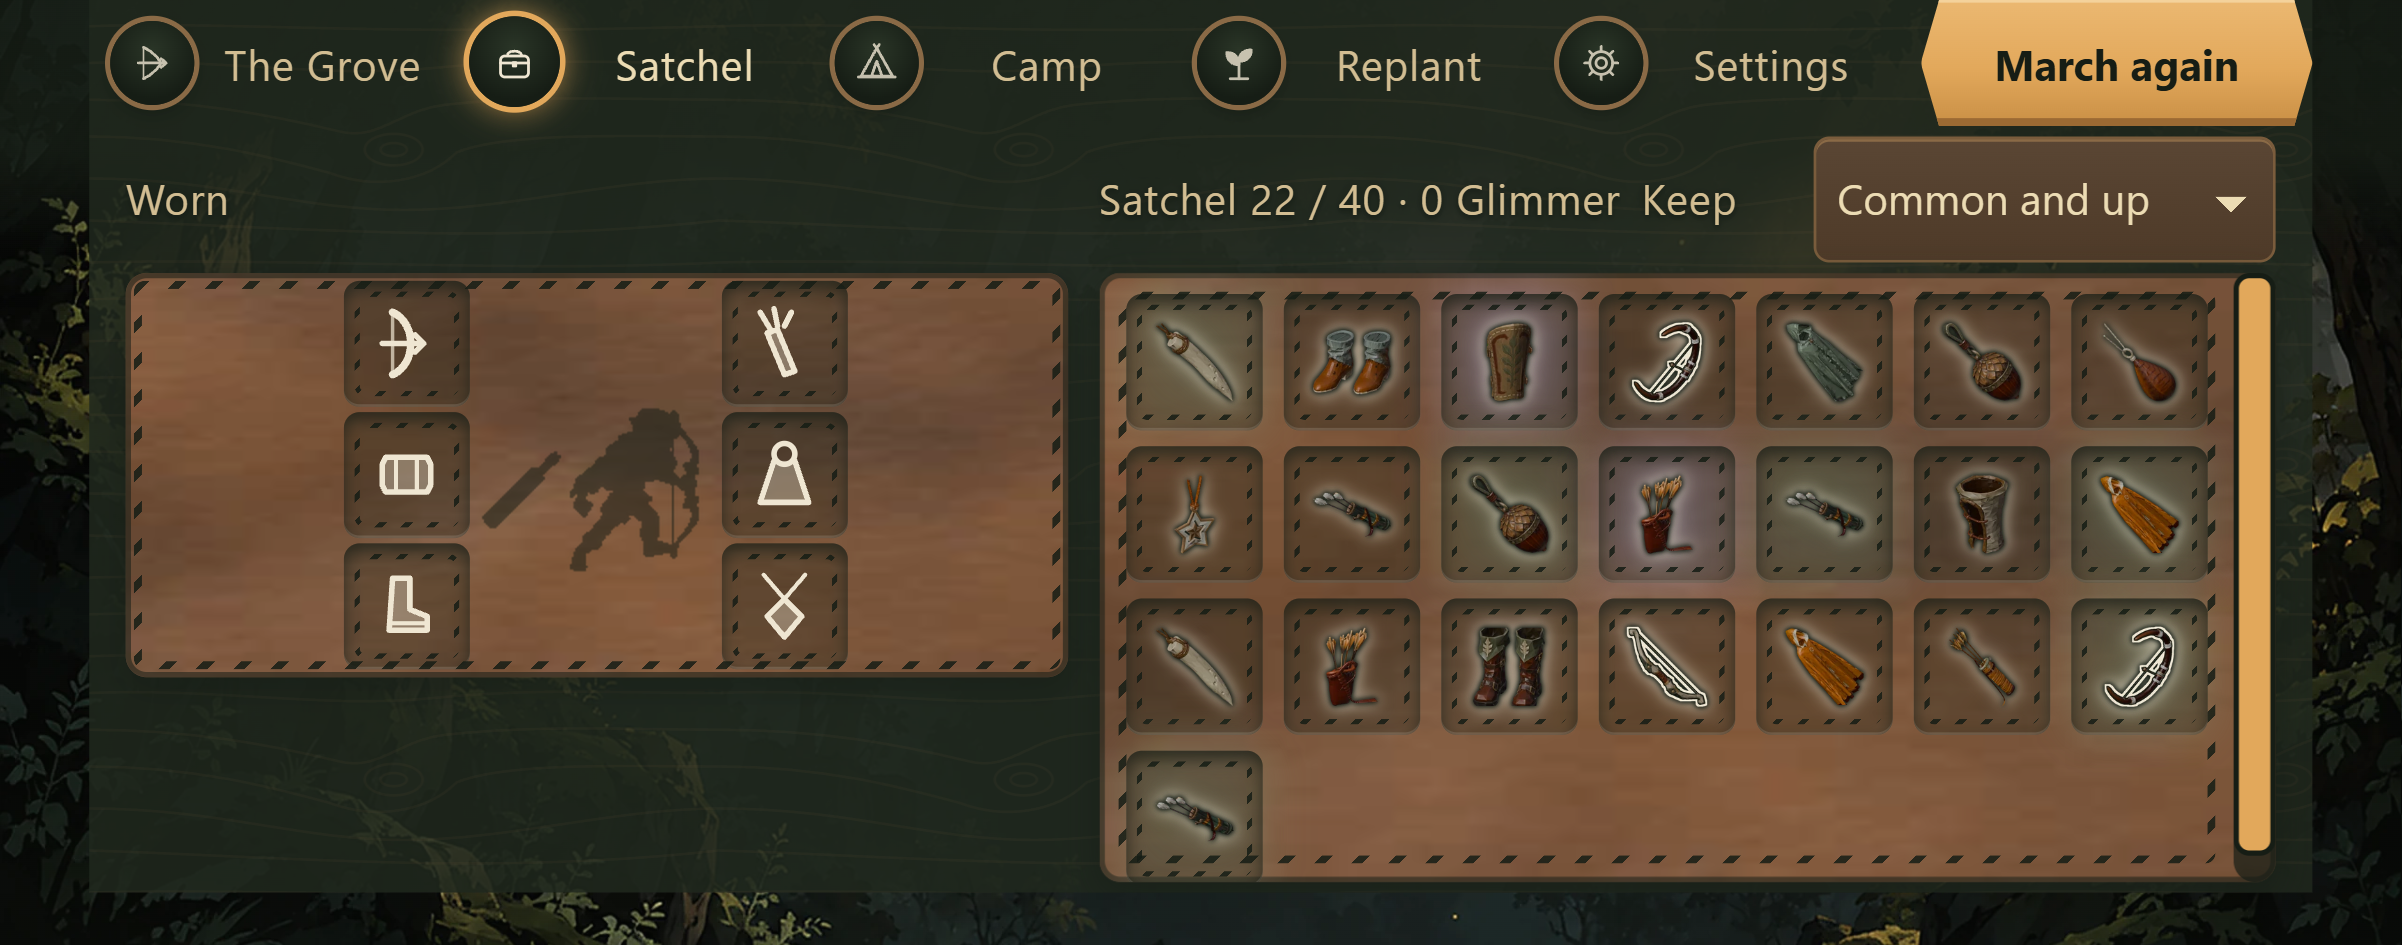 The Grove Satchel Camp Replant Settings March again
Worn Satchel 22 / 40 · 0 Glimmer Keep Common and up